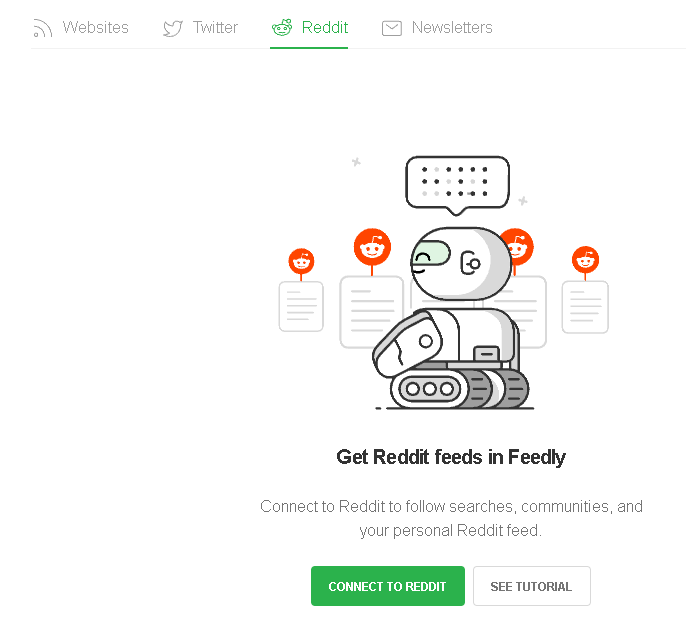 Websites Twitter Reddit Newsletters
Get Reddit feeds in Feedly
Connect to Reddit to follow searches, communities, and
your personal Reddit feed.
CONNECT TO REDDIT SEE TUTORIAL